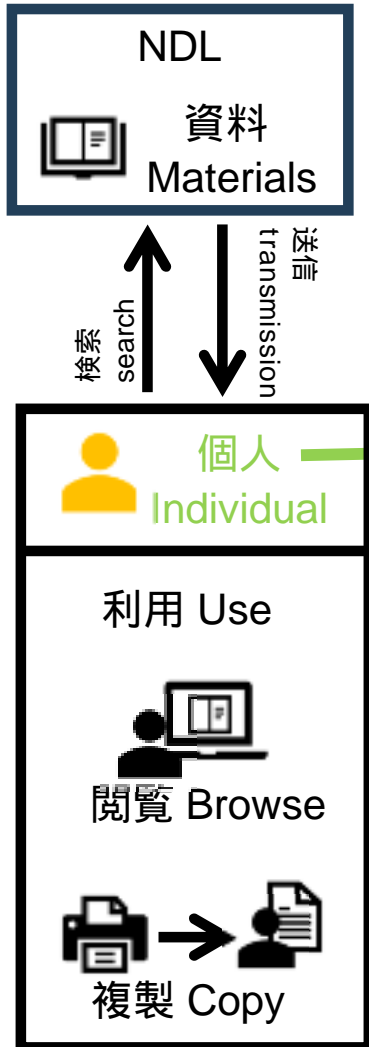 NDL
資料
Materials
検索
search
送信
transmission
個人
Individual
利用 Use
閲覧 Browse
複製 Copy